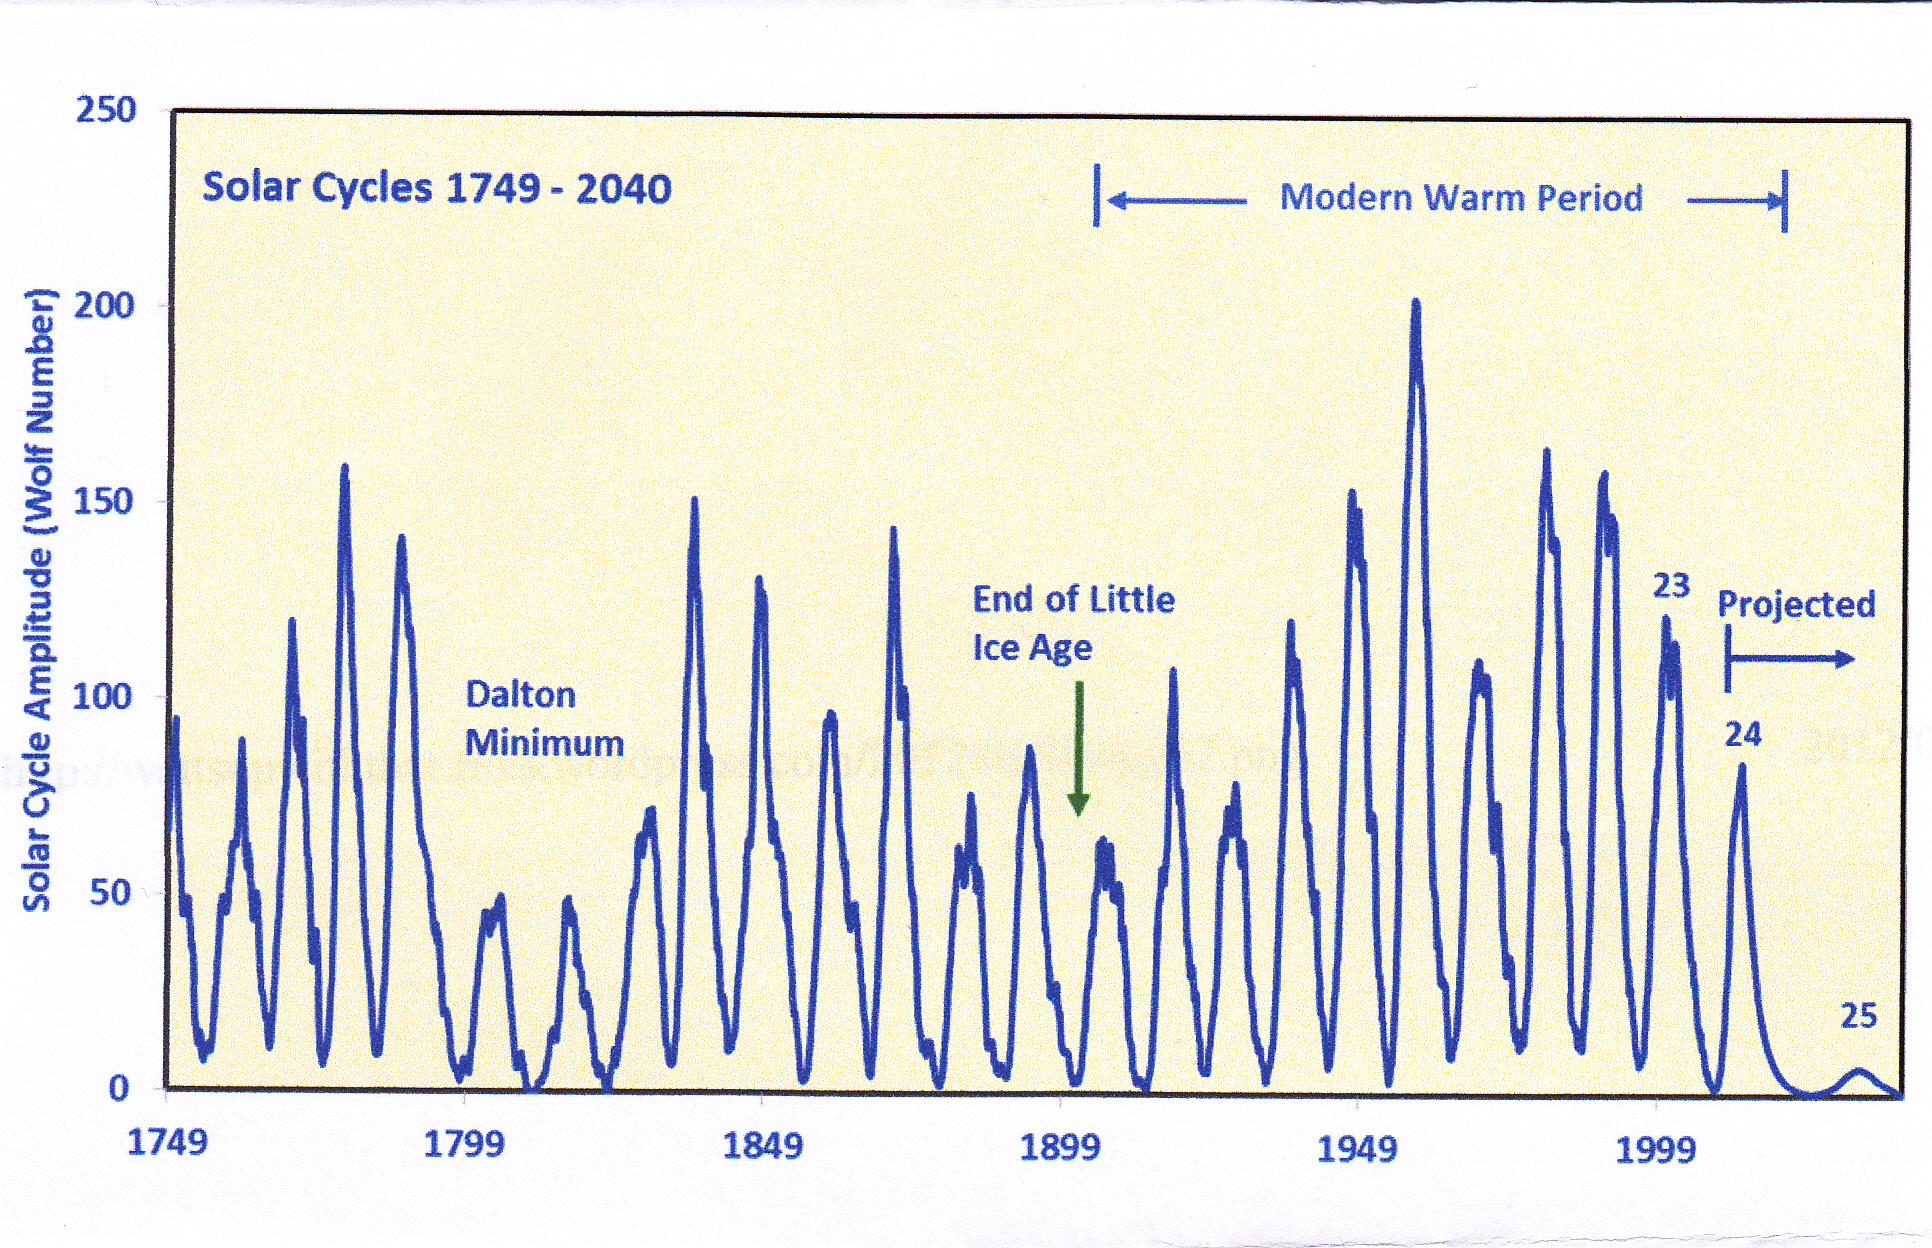 250
Solar Cycles 1749 - 2040
Modern Warm Period
Solar Cycle Amplitude (Wolf Number)
200
150
23
Projected
End of Little
Ice Age
100
Dalton
Minimum
24
50
25
0
1749
1799
1849
1899
1949
1999